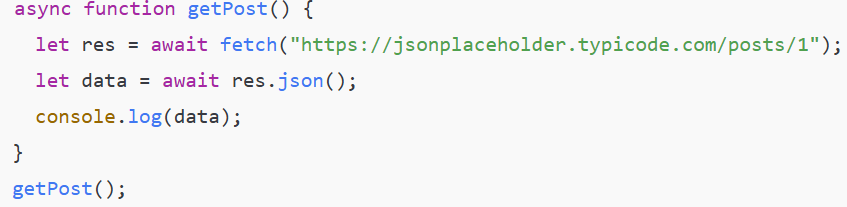 async function getPost() {
  let res = await fetch("https://jsonplaceholder.typicode.com/posts/1");
  let data = await res.json();
  console.log(data);
}
getPost();